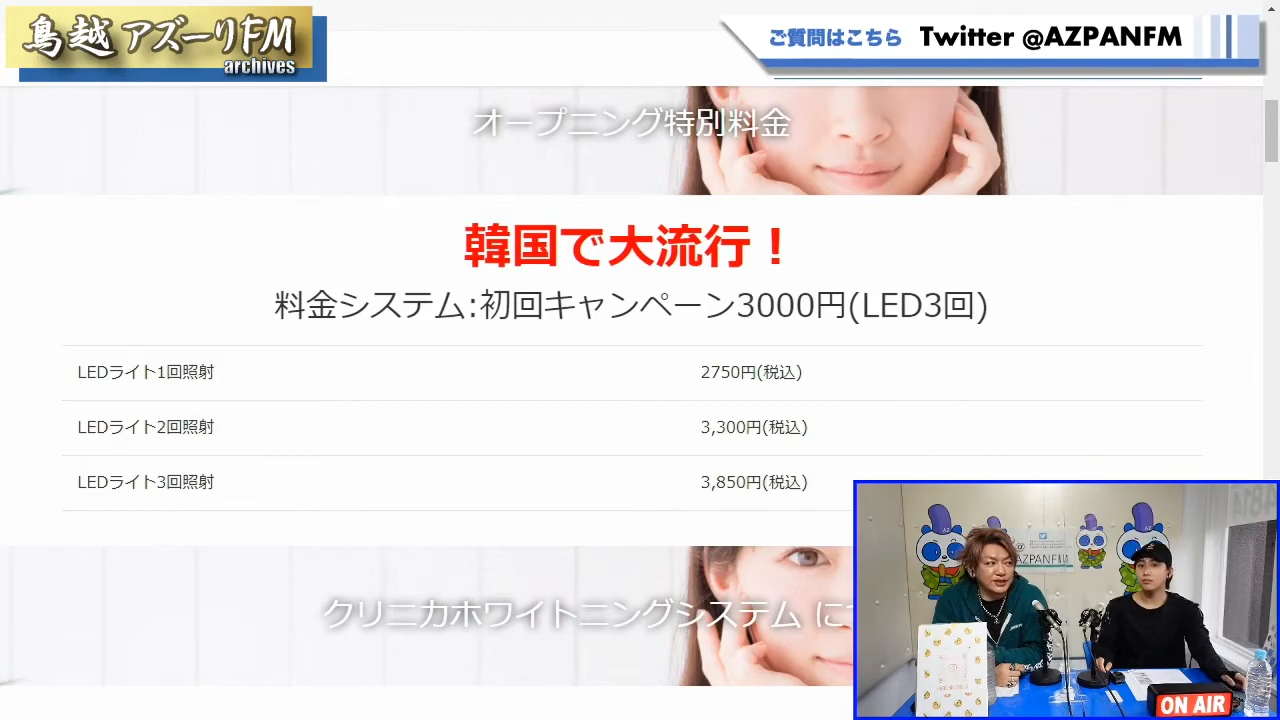 鳥越アズーリFM
archives
ご質問はこちら Twitter @AZPANFM
オープニング特別料金
韓国で大流行！
料金システム:初回キャンペーン3000円(LED3回)
LEDライト1回照射 2750円(税込)
LEDライト2回照射 3,300円(税込)
LEDライト3回照射 3,850円(税込)
クリニカホワイトニングシステム に
AZPANFM
ON AIR